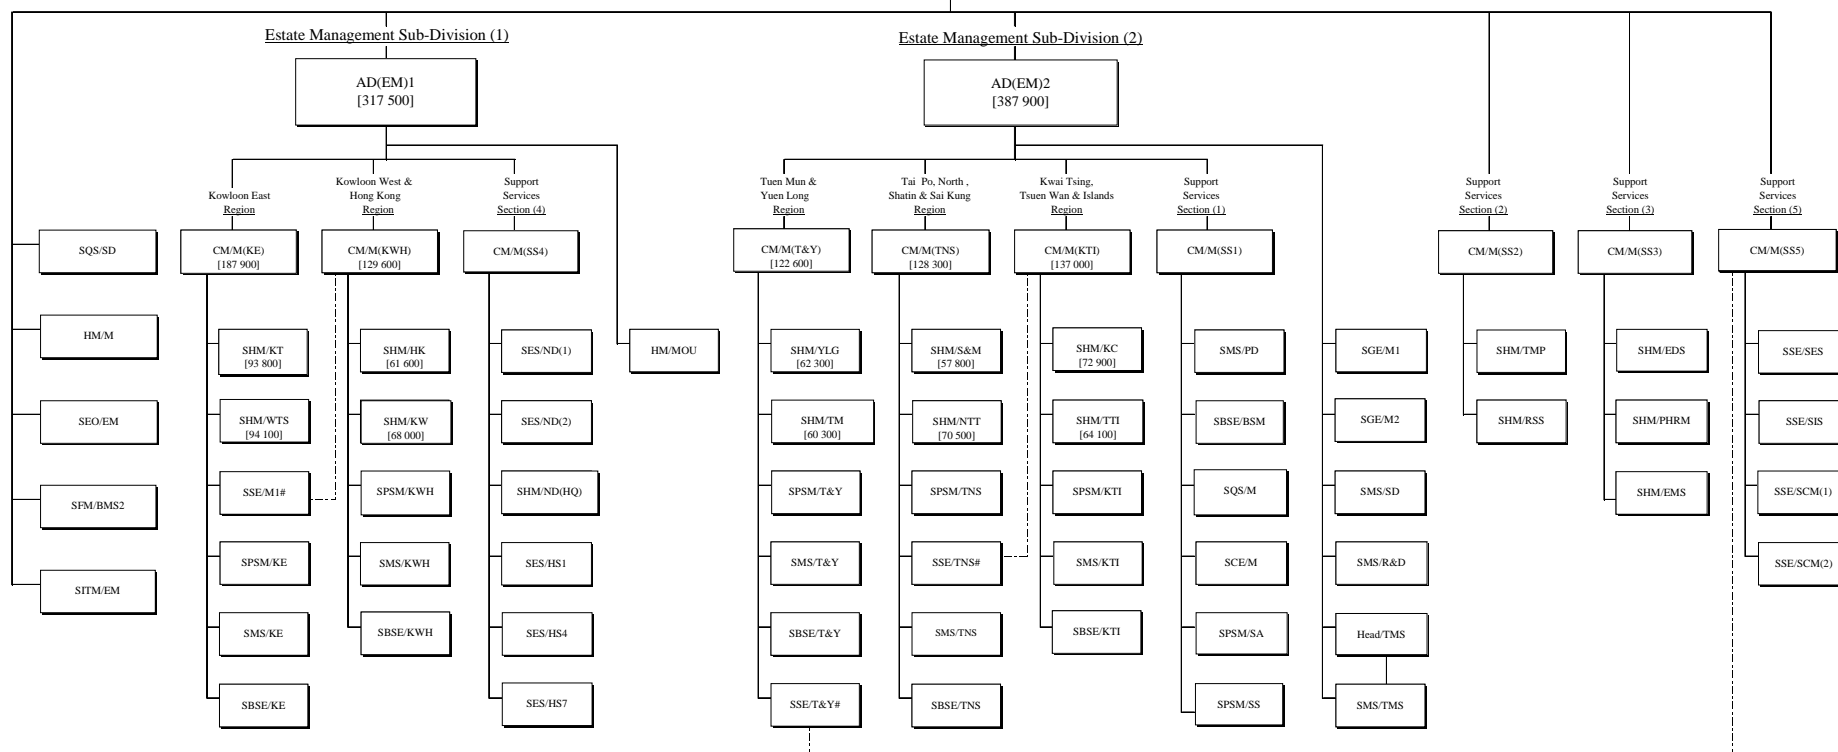 Estate Management Sub-Division (1)
AD(EM)1
[317 500]
Estate Management Sub-Division (2)
AD(EM)2
[387 900]
SQS/SD
HM/M
SEO/EM
SFM/BMS2
SITM/EM
Kowloon East
Region
CM/M(KE)
[187 900]
SHM/KT
[93 800]
SHM/WTS
[94 100]
SSE/M1#
SPSM/KE
SMS/KE
SBSE/KE
Kowloon West &
Hong Kong
Region
CM/M(KWH)
[129 600]
SHM/HK
[61 600]
SHM/KW
[68 000]
SPSM/KWH
SMS/KWH
SBSE/KWH
Support
Services
Section (4)
CM/M(SS4)
SES/ND(1)
SES/ND(2)
SHM/ND(HQ)
SES/HS1
SES/HS4
SES/HS7
HM/MOU
Tuen Mun &
Yuen Long
Region
CM/M(T&Y)
[122 600]
SHM/YLG
[62 300]
SHM/TM
[60 300]
SPSM/T&Y
SMS/T&Y
SBSE/T&Y
SSE/T&Y#
Tai Po, North ,
Shatin & Sai Kung
Region
CM/M(TNS)
[128 300]
SHM/S&M
[57 800]
SHM/NTT
[70 500]
SPSM/TNS
SSE/TNS#
SMS/TNS
SBSE/TNS
Kwai Tsing,
Tsuen Wan & Islands
Region
CM/M(KTI)
[137 000]
SHM/KC
[72 900]
SHM/TTI
[64 100]
SPSM/KTI
SMS/KTI
SBSE/KTI
Support
Services
Section (1)
CM/M(SS1)
SMS/PD
SBSE/BSM
SQS/M
SCE/M
SPSM/SA
SPSM/SS
SGE/M1
SGE/M2
SMS/SD
SMS/R&D
Head/TMS
SMS/TMS
Support
Services
Section (2)
CM/M(SS2)
SHM/TMP
SHM/RSS
Support
Services
Section (3)
CM/M(SS3)
SHM/EDS
SHM/PHRM
SHM/EMS
Support
Services
Section (5)
CM/M(SS5)
SSE/SES
SSE/SIS
SSE/SCM(1)
SSE/SCM(2)